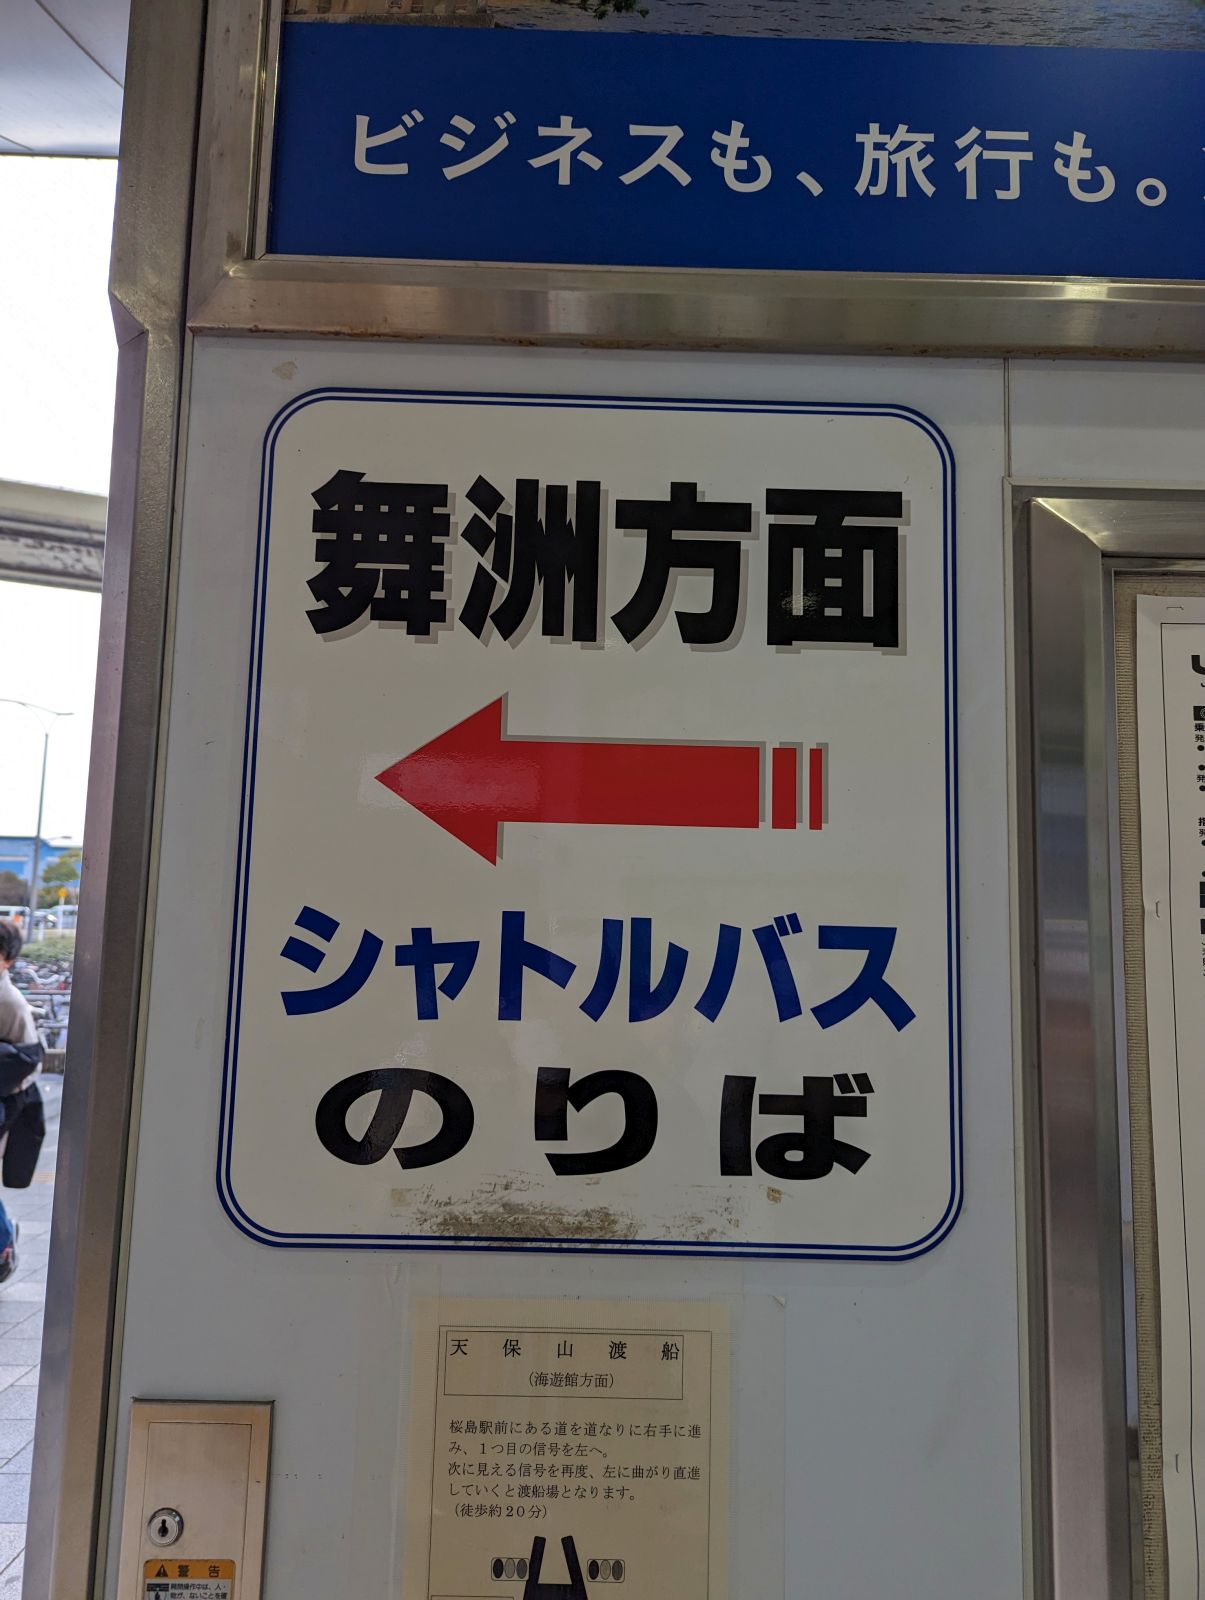 ビジネスも、旅行も。
舞洲方面
シャトルバス
のりば
天保山渡船
（海遊館方面）
桜島駅前にある道を道なりに右手に進
み、１つ目の信号を左へ。
次に見える信号を再度、左に曲がり直進
していくと渡船場となります。
（徒歩約２０分）
警告